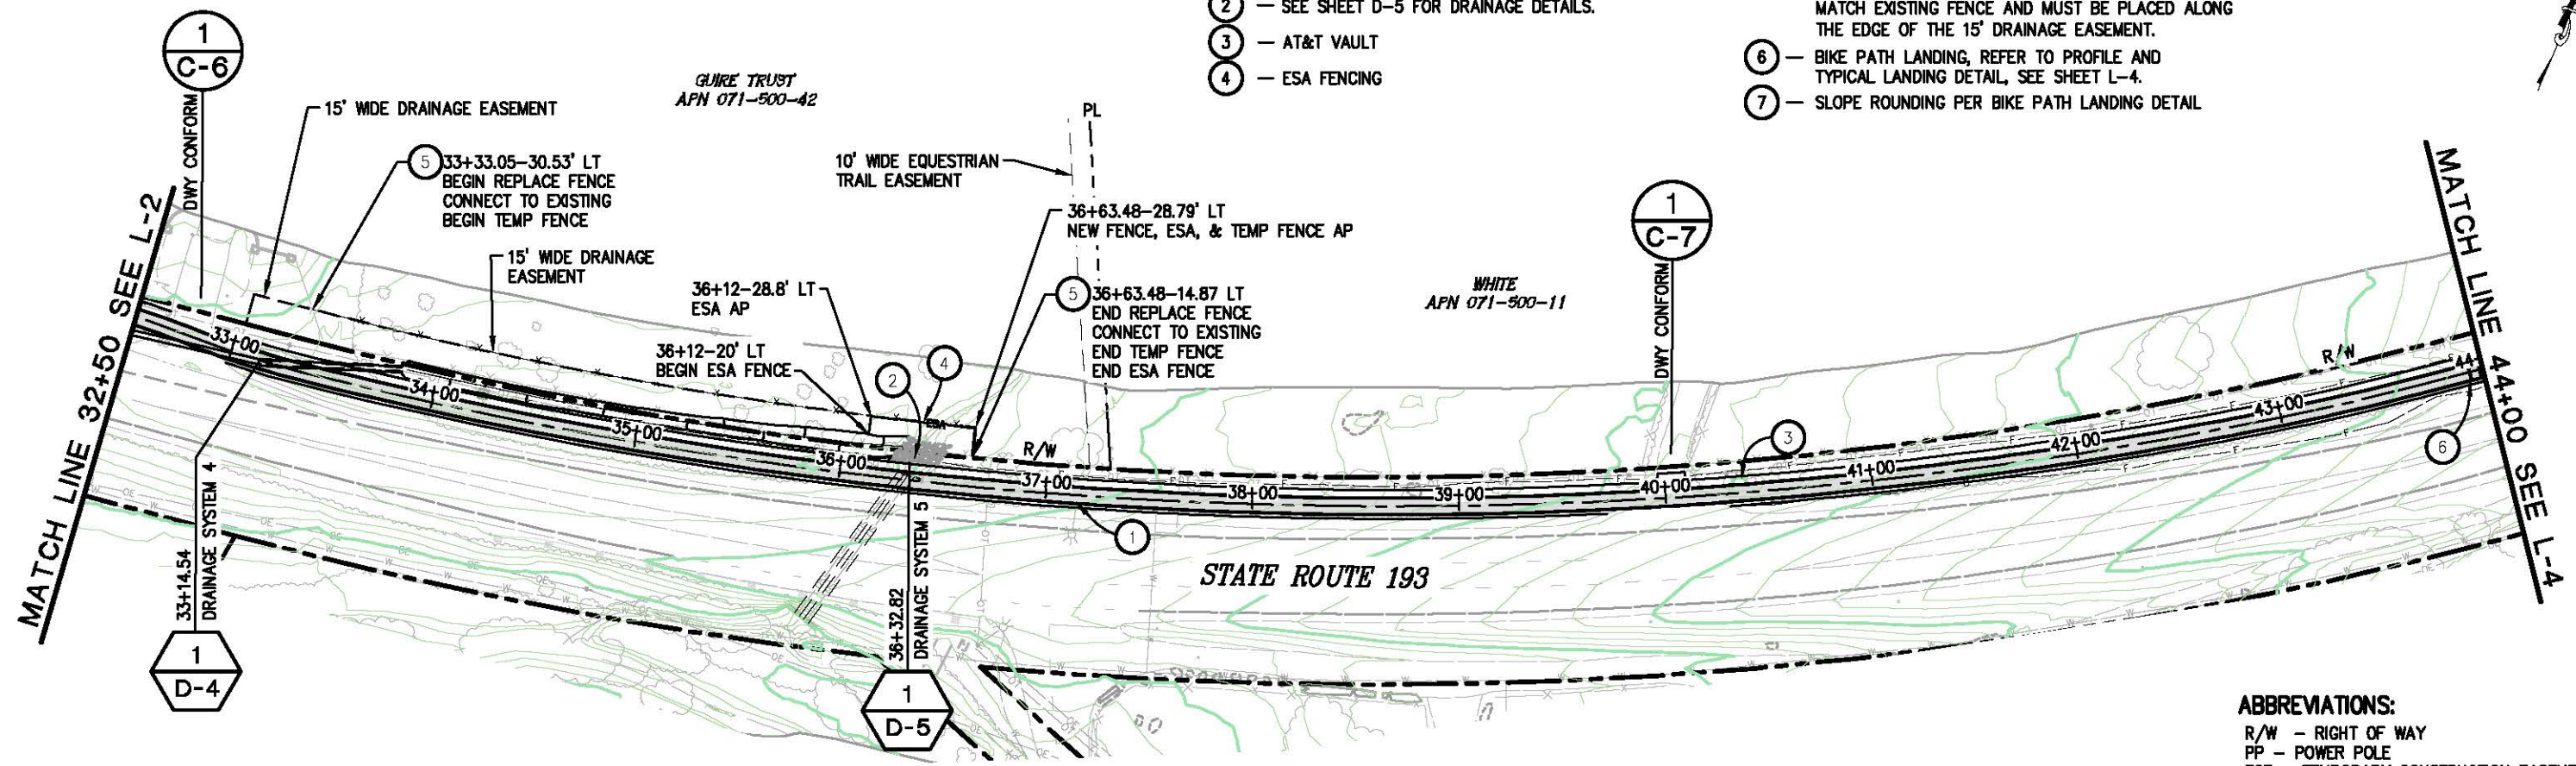 2 — SEE SHEET D-5 FOR DRAINAGE DETAILS.
3 — AT&T VAULT
4 — ESA FENCING
MATCH EXISTING FENCE AND MUST BE PLACED ALONG
THE EDGE OF THE 15' DRAINAGE EASEMENT.
6 — BIKE PATH LANDING, REFER TO PROFILE AND
TYPICAL LANDING DETAIL, SEE SHEET L-4.
7 — SLOPE ROUNDING PER BIKE PATH LANDING DETAIL
1
C-6
DWY CONFORM
15' WIDE DRAINAGE EASEMENT
GUIRE TRUST
APN 071-500-42
5 33+33.05-30.53' LT
BEGIN REPLACE FENCE
CONNECT TO EXISTING
BEGIN TEMP FENCE
15' WIDE DRAINAGE
EASEMENT
10' WIDE EQUESTRIAN
TRAIL EASEMENT
PL
36+63.48-28.79' LT
NEW FENCE, ESA, & TEMP FENCE AP
36+12-28.8' LT
ESA AP
36+12-20' LT
BEGIN ESA FENCE
2
4
5 36+63.48-14.87 LT
END REPLACE FENCE
CONNECT TO EXISTING
END TEMP FENCE
END ESA FENCE
WHITE
APN 071-500-11
1
C-7
DWY CONFORM
MATCH LINE 32+50 SEE L-2
MATCH LINE 44+00 SEE L-4
33+00
34+00
35+00
36+00
37+00
38+00
39+00
40+00
41+00
42+00
43+00
44
ESA
R/W
R/W
3
6
1
STATE ROUTE 193
33+14.54
DRAINAGE SYSTEM 4
1
D-4
36+32.82
DRAINAGE SYSTEM 5
1
D-5
ABBREVIATIONS:
R/W - RIGHT OF WAY
PP - POWER POLE